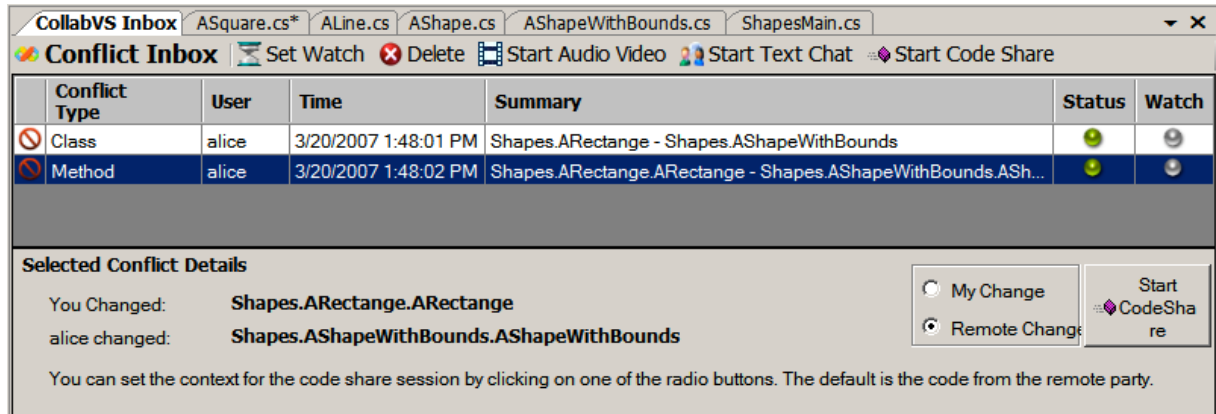 CollabVS Inbox ASquare.cs* ALine.cs AShape.cs AShapeWithBounds.cs ShapesMain.cs
Conflict Inbox Set Watch Delete Start Audio Video Start Text Chat Start Code Share
Conflict Type User Time Summary Status Watch
Class alice 3/20/2007 1:48:01 PM Shapes.ARectange - Shapes.AShapeWithBounds
Method alice 3/20/2007 1:48:02 PM Shapes.ARectange.ARectange - Shapes.AShapeWithBounds.ASh...
Selected Conflict Details
You Changed: Shapes.ARectange.ARectange
alice changed: Shapes.AShapeWithBounds.AShapeWithBounds
My Change
Remote Change
Start
CodeSha
re
You can set the context for the code share session by clicking on one of the radio buttons. The default is the code from the remote party.